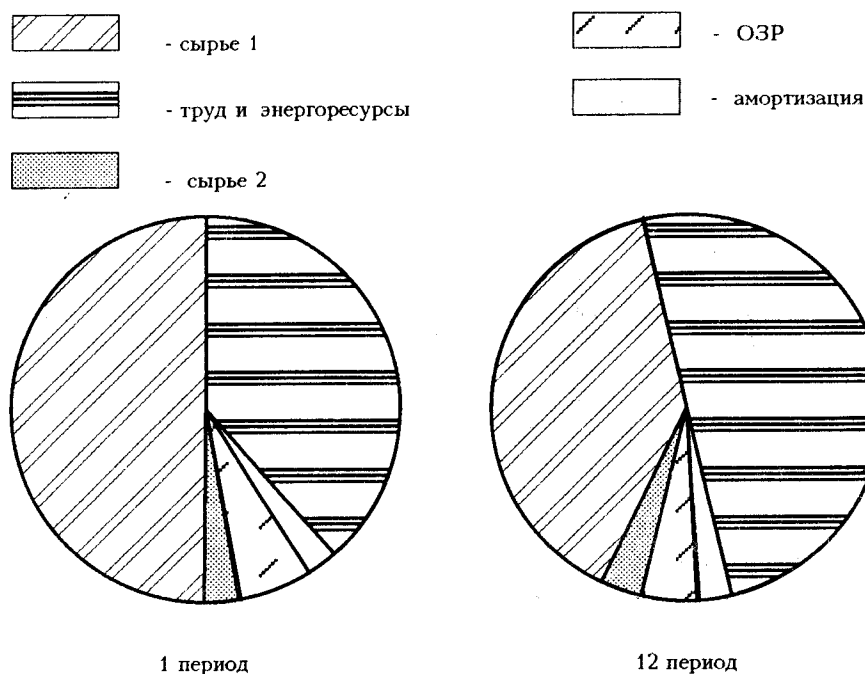 - сырье 1
- труд и энергоресурсы
- сырье 2
- ОЗР
- амортизация
1 период
12 период